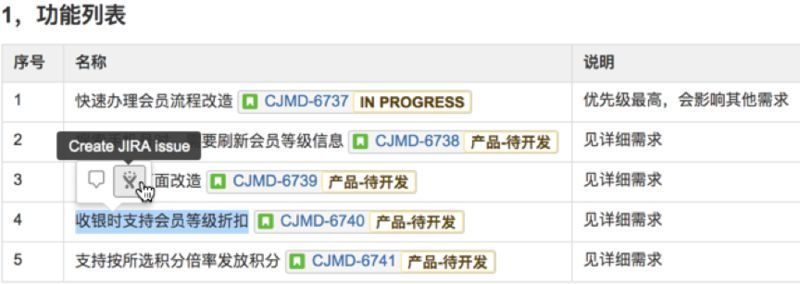 1，功能列表
序号 名称 说明
1 快速办理会员流程改造 CJMD-6737 IN PROGRESS 优先级最高，会影响其他需求
2 要刷新会员等级信息 CJMD-6738 产品-待开发 见详细需求
Create JIRA issue
3 面改造 CJMD-6739 产品-待开发 见详细需求
4 收银时支持会员等级折扣 CJMD-6740 产品-待开发 见详细需求
5 支持按所选积分倍率发放积分 CJMD-6741 产品-待开发 见详细需求